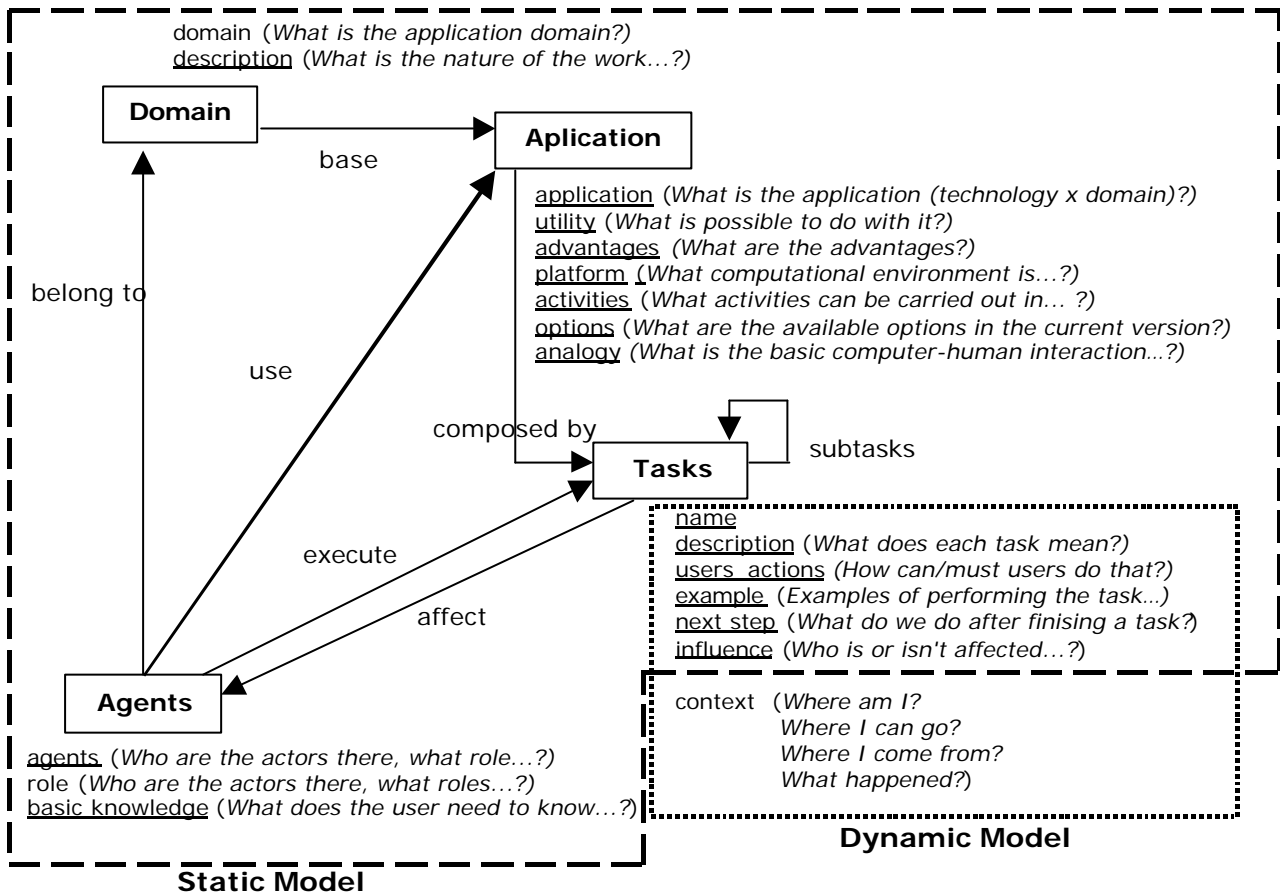 domain (What is the application domain?)
description (What is the nature of the work...?)
Domain
Aplication
base
application (What is the application (technology x domain)?)
utility (What is possible to do with it?)
advantages (What are the advantages?)
platform (What computational environment is...?)
activities (What activities can be carried out in... ?)
options (What are the available options in the current version?)
analogy (What is the basic computer-human interaction...?)
belong to
use
composed by
Tasks
subtasks
name
description (What does each task mean?)
users_actions (How can/must users do that?)
example (Examples of performing the task...)
next step (What do we do after finising a task?)
influence (Who is or isn't affected...?)
execute
affect
Agents
context (Where am I?
Where I can go?
Where I come from?
What happened?)
agents (Who are the actors there, what role...?)
role (Who are the actors there, what roles...?)
basic knowledge (What does the user need to know...?)
Dynamic Model
Static Model